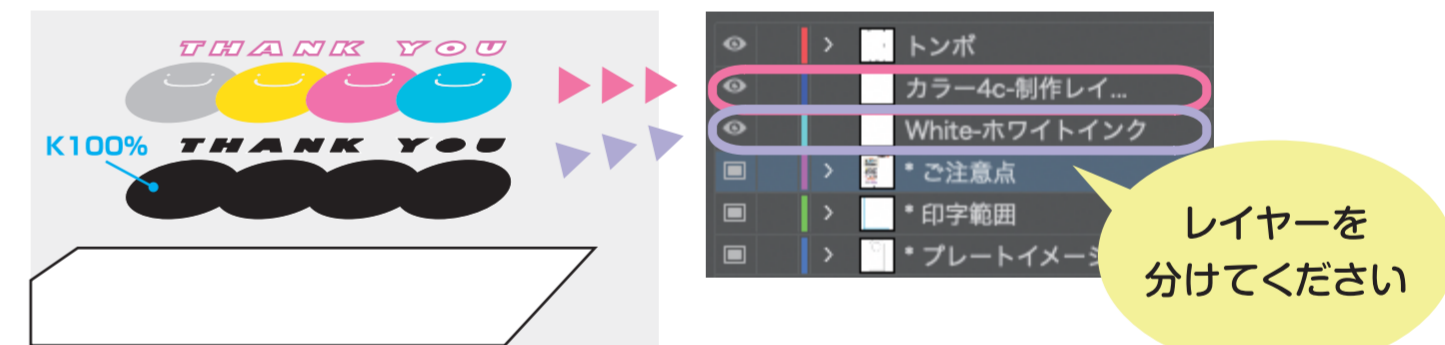 THANK YOU
K100%
THANK YOU
トンボ
カラー4c-制作レイ...
White-ホワイトインク
* ご注意点
* 印字範囲
* プレートイメージ
レイヤーを
分けてください